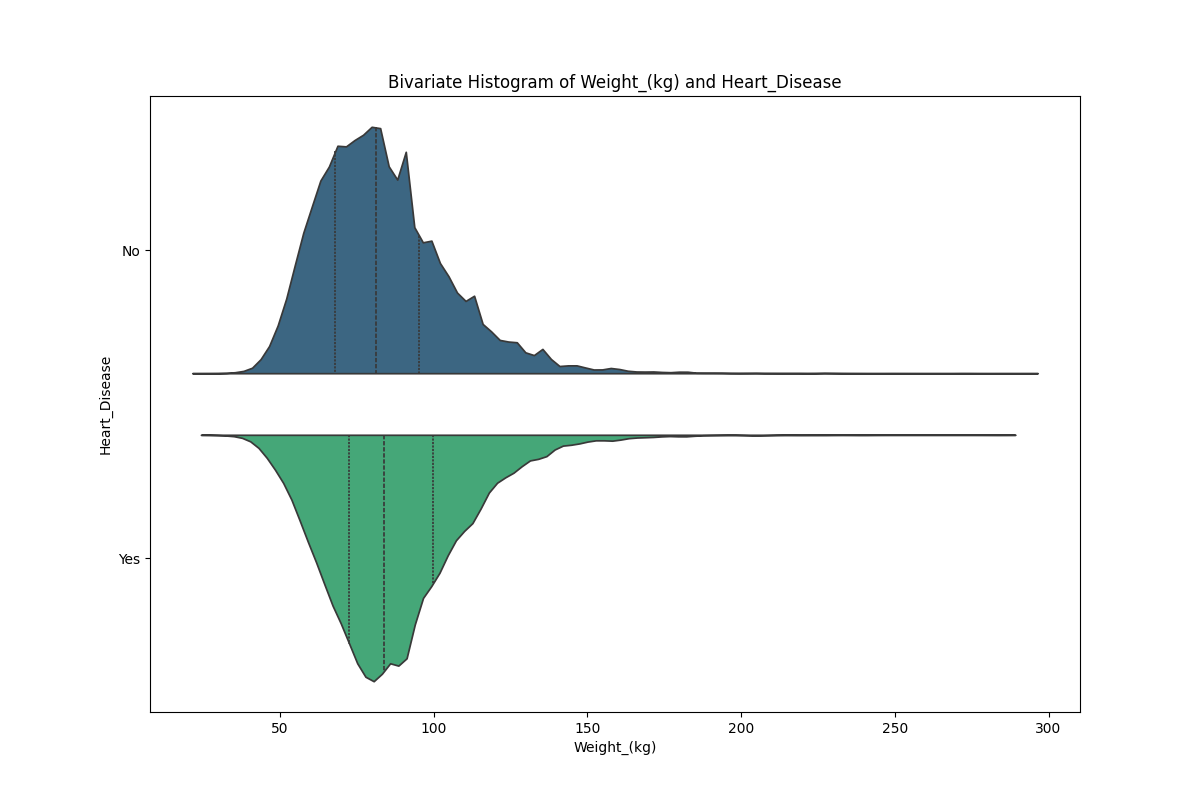 Bivariate Histogram of Weight_(kg) and Heart_Disease
No
Heart_Disease
Yes
50 100 150 200 250 300
Weight_(kg)